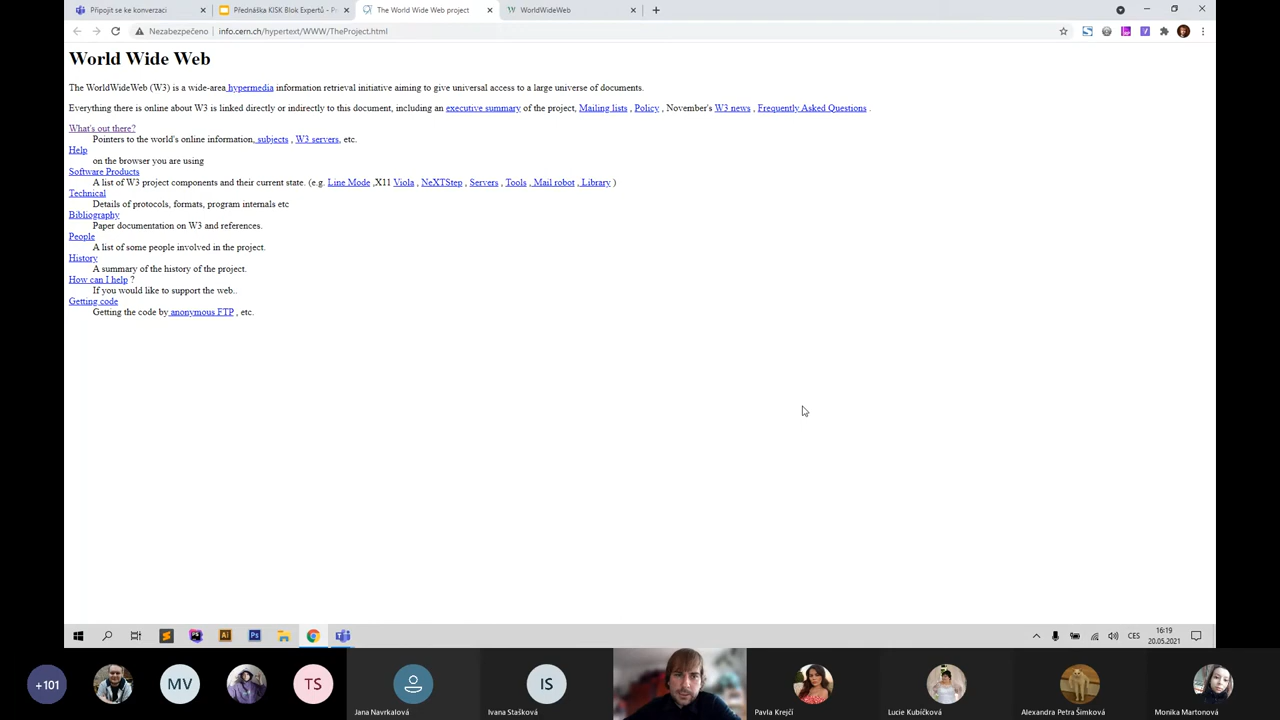 Připojit se ke konverzaci
Přednáška KISK Blok Expertů - P
The World Wide Web project
WorldWideWeb
Nezabezpečeno
info.cern.ch/hypertext/WWW/TheProject.html
World Wide Web
The WorldWideWeb (W3) is a wide-area hypermedia information retrieval initiative aiming to give universal access to a large universe of documents.
Everything there is online about W3 is linked directly or indirectly to this document, including an executive summary of the project, Mailing lists , Policy , November's W3 news , Frequently Asked Questions .
What's out there?
Pointers to the world's online information, subjects , W3 servers, etc.
Help
on the browser you are using
Software Products
A list of W3 project components and their current state. (e.g. Line Mode ,X11 Viola , NeXTStep , Servers , Tools , Mail robot , Library )
Technical
Details of protocols, formats, program internals etc
Bibliography
Paper documentation on W3 and references.
People
A list of some people involved in the project.
History
A summary of the history of the project.
How can I help ?
If you would like to support the web..
Getting code
Getting the code by anonymous FTP , etc.
Ai
Ps
CES
16:19
20.05.2021
+101
MV
TS
IS
Jana Navrkalová
Ivana Stašková
Pavla Krejčí
Lucie Kubíčková
Alexandra Petra Šimková
Monika Martonová